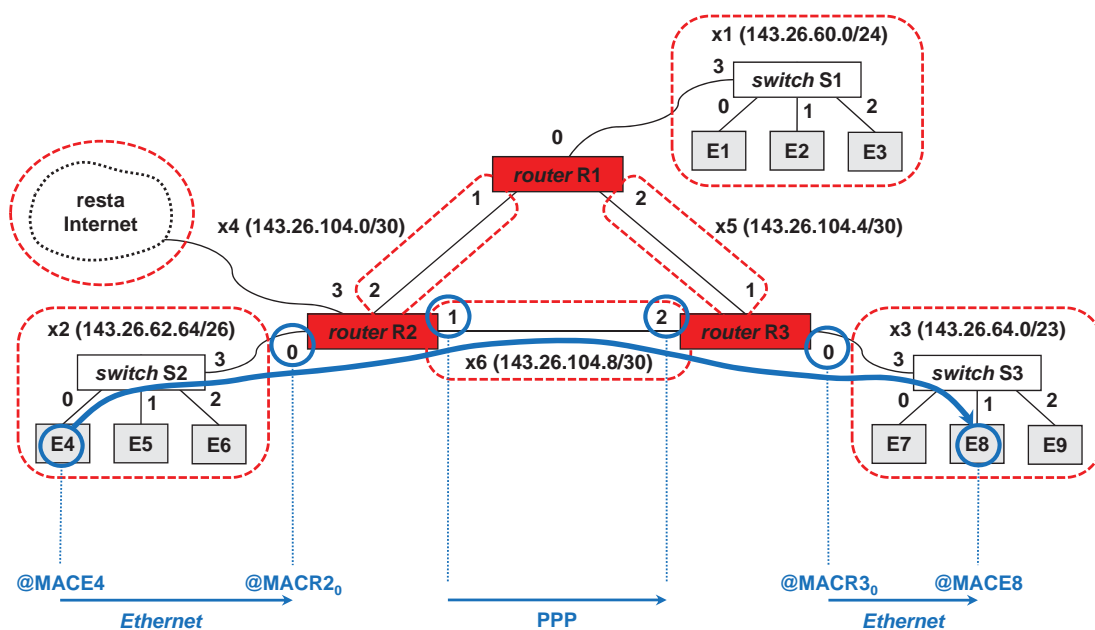 x1 (143.26.60.0/24)
3
switch S1
0
1
2
E1
E2
E3
0
router R1
1
2
resta
Internet
x4 (143.26.104.0/30)
x5 (143.26.104.4/30)
3
2
1
x2 (143.26.62.64/26)
router R2
1
2
router R3
x3 (143.26.64.0/23)
0
0
3
switch S2
x6 (143.26.104.8/30)
3
switch S3
0
1
2
0
1
2
E4
E5
E6
E7
E8
E9
@MACE4
@MACR2₀
@MACR3₀
@MACE8
Ethernet
PPP
Ethernet